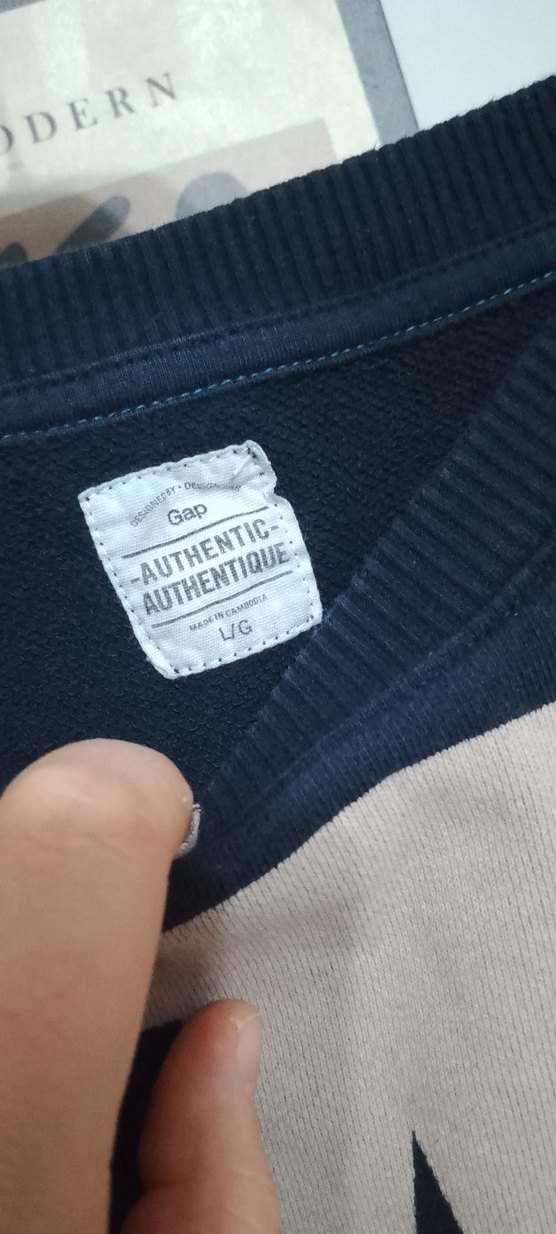 ODERN
DESIGNED BY • DESIGN
Gap
-AUTHENTIC-
AUTHENTIQUE
MADE IN CAMBODIA
L/G